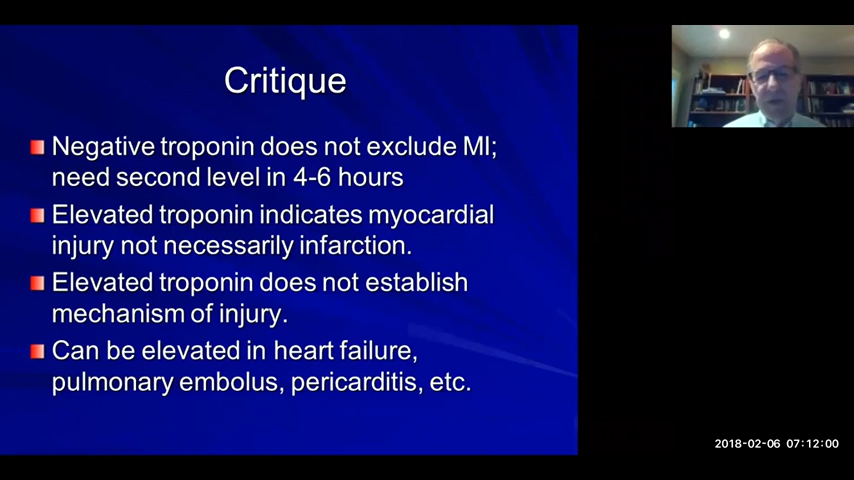 Critique
Negative troponin does not exclude MI;
need second level in 4-6 hours
Elevated troponin indicates myocardial
injury not necessarily infarction.
Elevated troponin does not establish
mechanism of injury.
Can be elevated in heart failure,
pulmonary embolus, pericarditis, etc.
2018-02-06 07:12:00